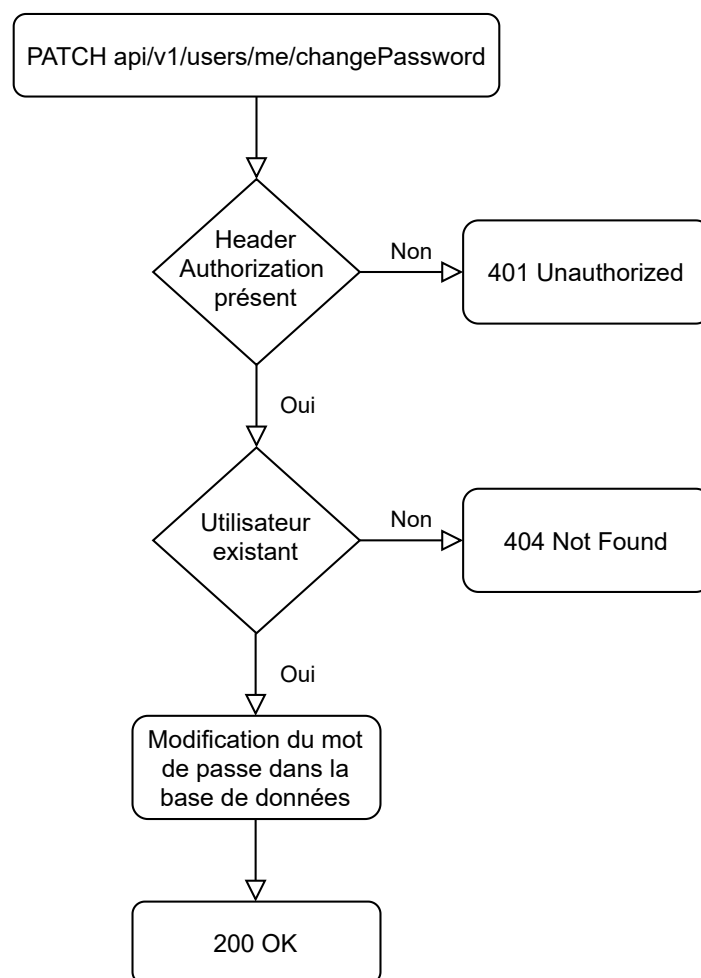 PATCH api/v1/users/me/changePassword
Header
Authorization
présent
Non
401 Unauthorized
Oui
Utilisateur
existant
Non
404 Not Found
Oui
Modification du mot
de passe dans la
base de données
200 OK